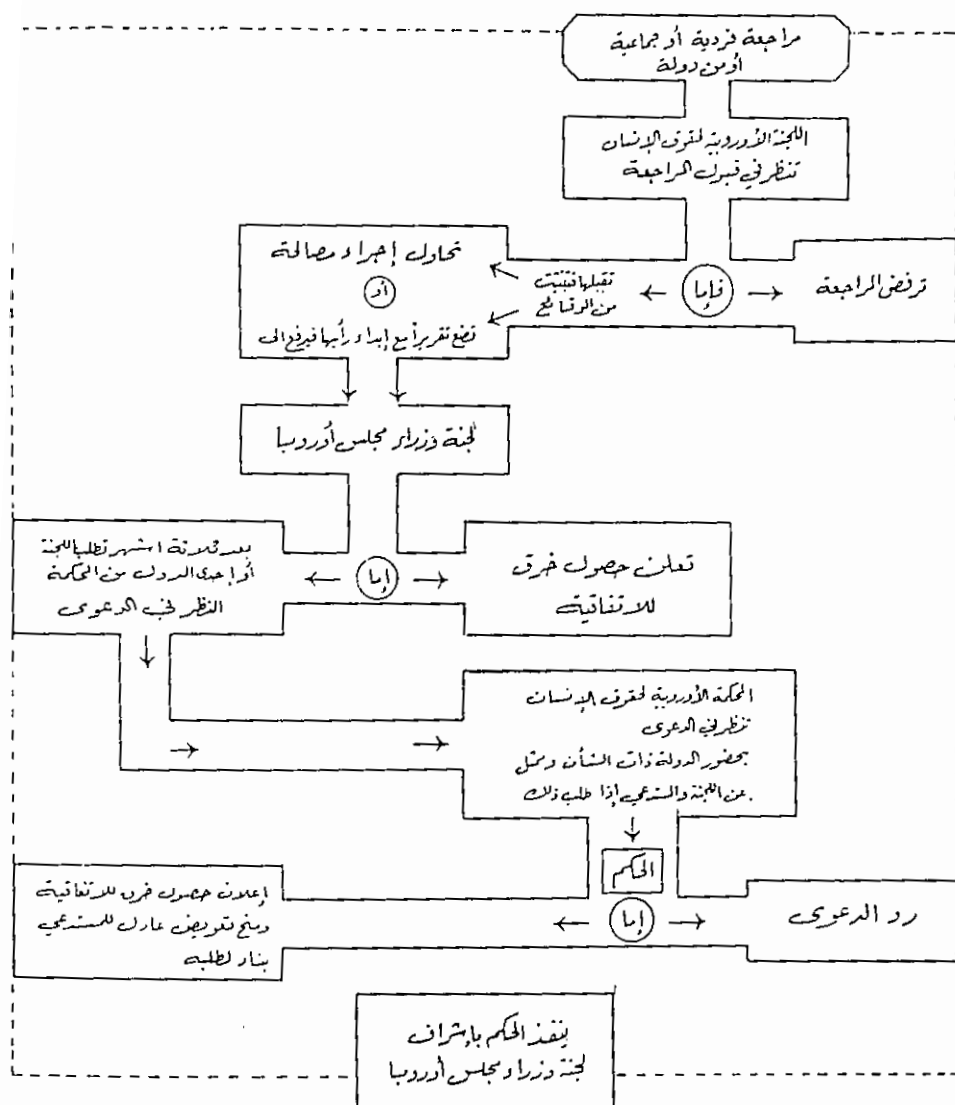 مراجعة فردية أو جماعية
أو من دولة
اللجنة الأوروبية لحقوق الإنسان
تنظر في قبول المراجعة
ترفض المراجعة
فإما
تقبلها فتتثبت
من الوقائع
تحاول إجراء مصالحة
أو
تضع تقريراً مع إبداء رأيها فيرفع الى
لجنة وزراء مجلس أوروبا
إما
تعلن حصول خرق
للاتفاقية
بعد ثلاثة اشهر تطلب اللجنة
أو إحدى الدول من المحكمة
النظر في الدعوى
المحكمة الأوروبية لحقوق الإنسان
تنظر في الدعوى
بحضور الدولة ذات الشأن وممثل
عن اللجنة والمستدعي إذا طلب ذلك.
الحكم
إما
رد الدعوى
إعلان حصول خرق للاتفاقية
ومنح تعويض عادل للمستدعي
بناء لطلبه
ينفذ الحكم بإشراف
لجنة وزراء مجلس أوروبا